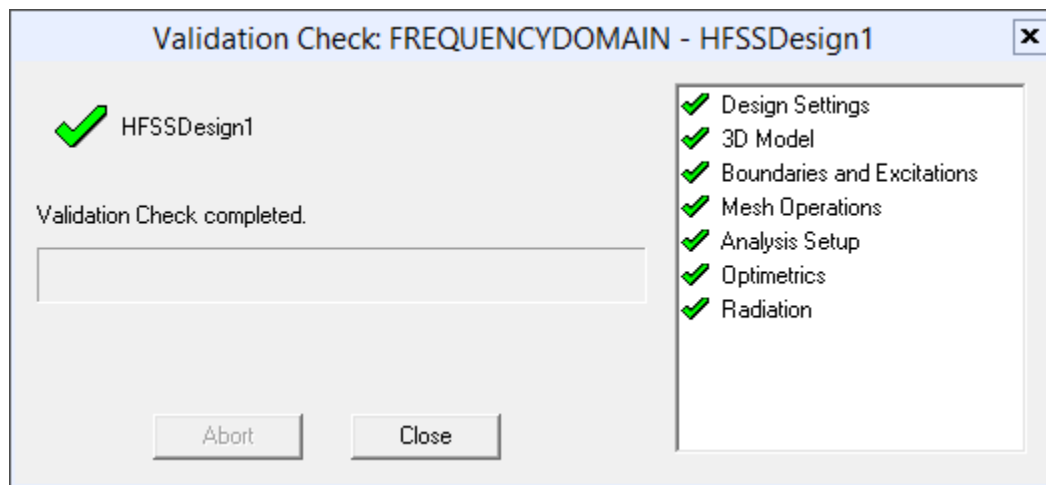 Validation Check: FREQUENCYDOMAIN - HFSSDesign1
HFSSDesign1
Validation Check completed.
Abort
Close
Design Settings
3D Model
Boundaries and Excitations
Mesh Operations
Analysis Setup
Optimetrics
Radiation